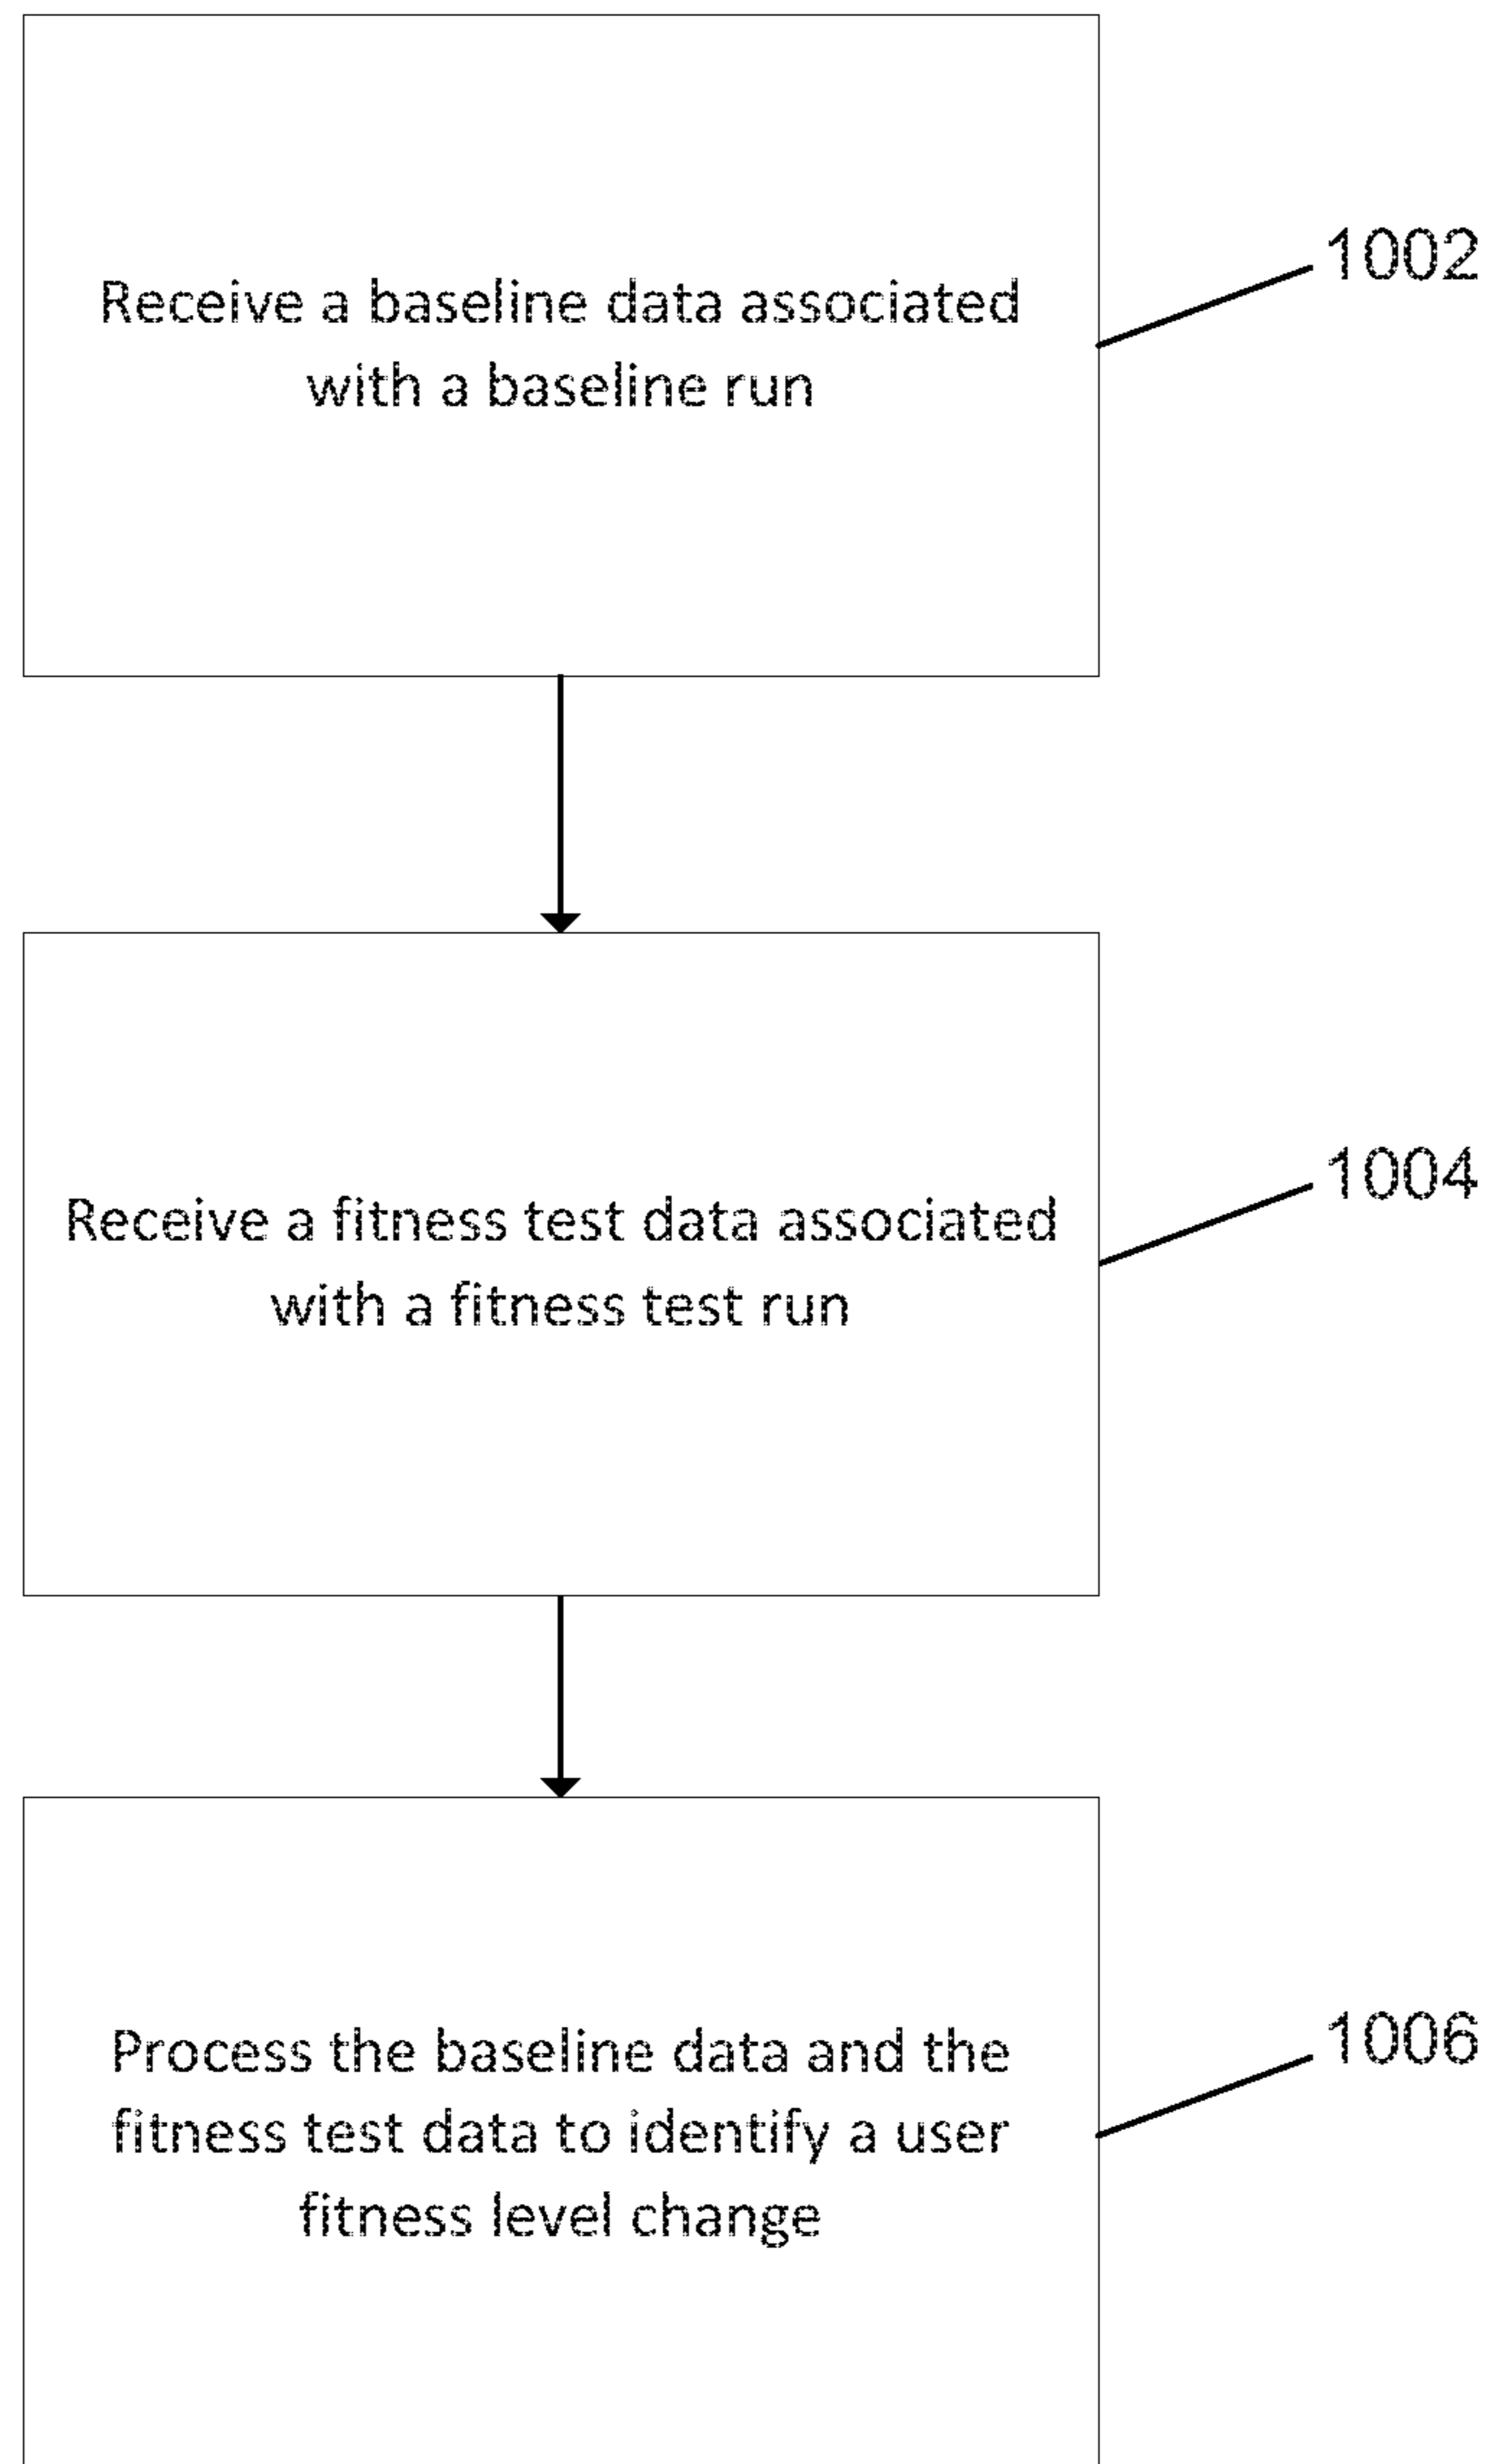 Receive a baseline data associated
with a baseline run
1002
Receive a fitness test data associated
with a fitness test run
1004
Process the baseline data and the
fitness test data to identify a user
fitness level change
1006